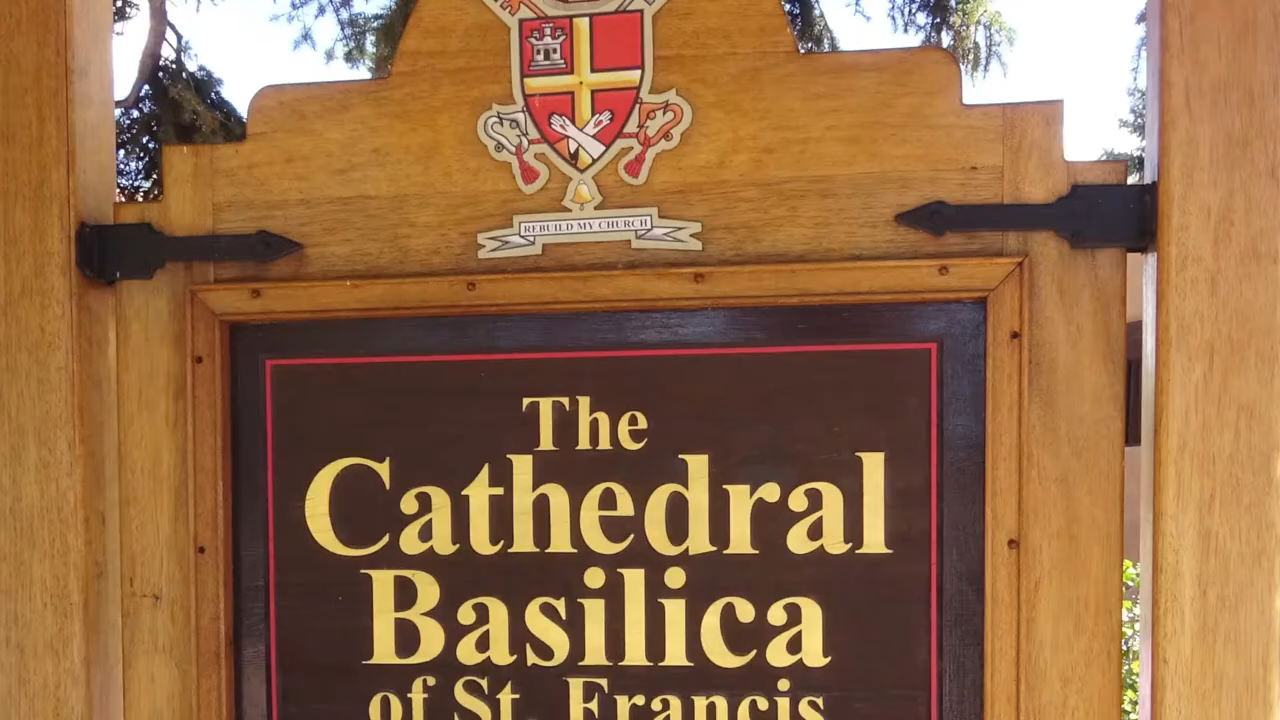 REBUILD MY CHURCH
The
Cathedral
Basilica
of St. Francis